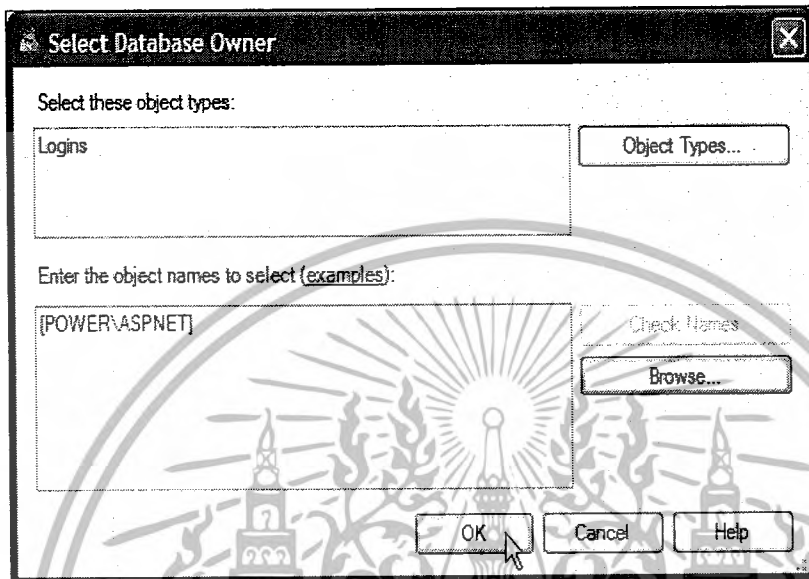 Select Database Owner
Select these object types:
Logins
Object Types...
Enter the object names to select (examples):
[POWER\ASPNET]
Check Names
Browse...
OK
Cancel
Help